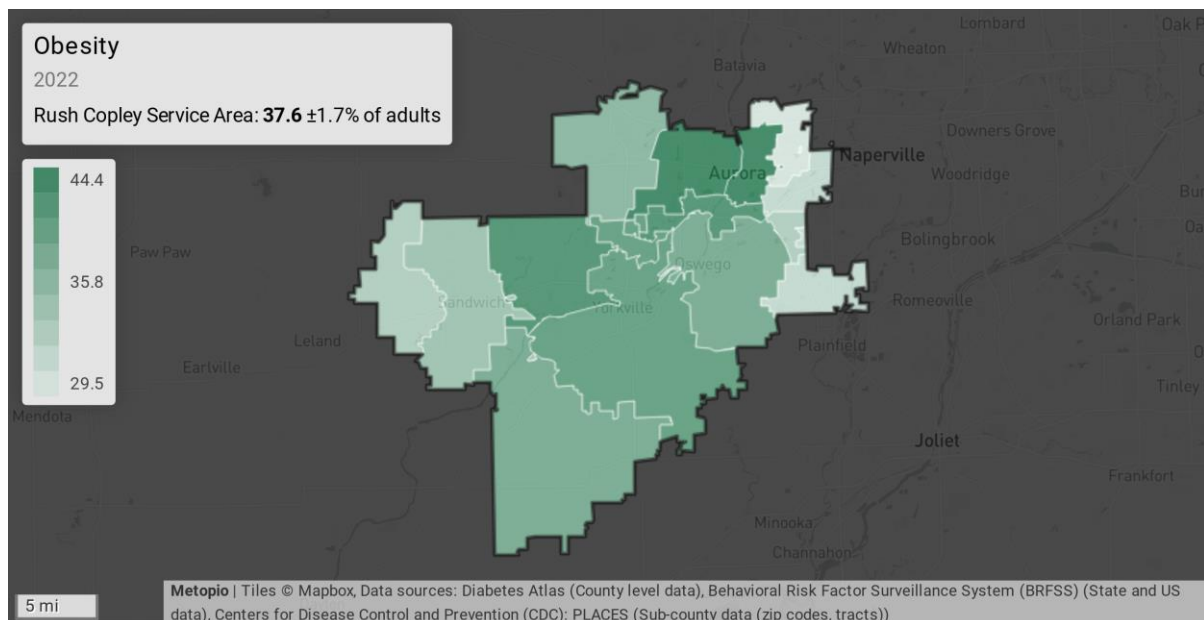 Obesity
2022
Rush Copley Service Area: 37.6 ±1.7% of adults
44.4
35.8
29.5
Lombard
Oak P
Wheaton
Batavia
Downers Grove
Naperville
Woodridge
Aurora
Bolingbrook
Paw Paw
Oswego
Sandwich
Yorkville
Romeoville
Orland Park
Leland
Plainfield
Earlville
Tinley
Mendota
Joliet
Frankfort
Minooka
Channahon
5 mi
Metopio | Tiles © Mapbox, Data sources: Diabetes Atlas (County level data), Behavioral Risk Factor Surveillance System (BRFSS) (State and US
data), Centers for Disease Control and Prevention (CDC): PLACES (Sub-county data (zip codes, tracts))